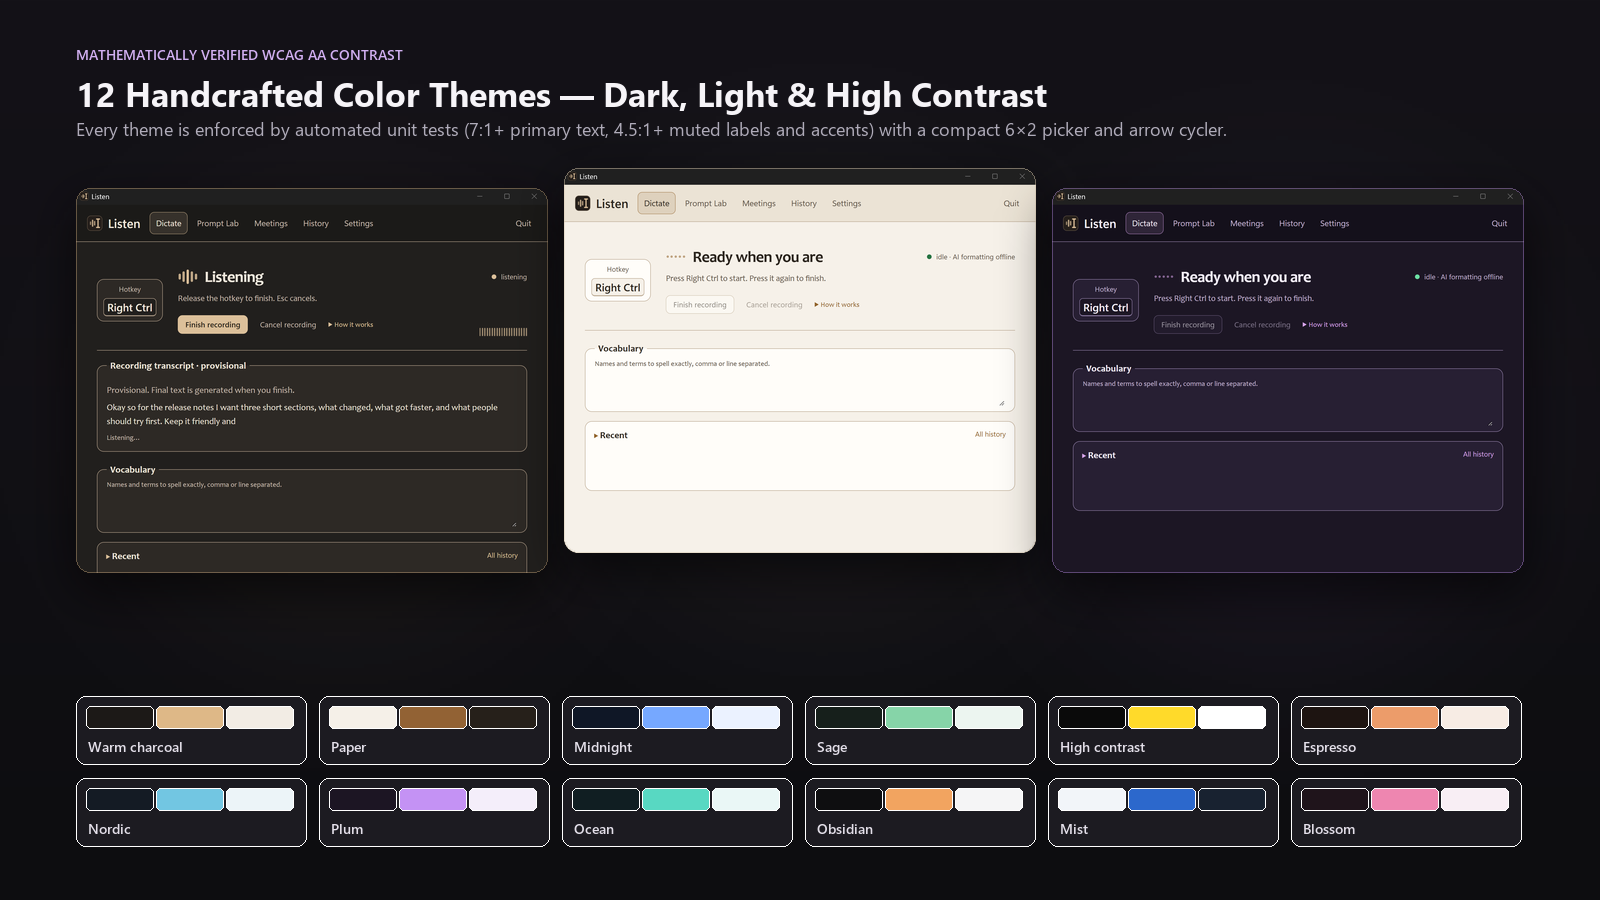 MATHEMATICALLY VERIFIED WCAG AA CONTRAST
12 Handcrafted Color Themes — Dark, Light & High Contrast
Every theme is enforced by automated unit tests (7:1+ primary text, 4.5:1+ muted labels and accents) with a compact 6×2 picker and arrow cycler.
Listen
Listen Dictate Prompt Lab Meetings History Settings Quit
Hotkey
Right Ctrl
Listening
listening
Release the hotkey to finish. Esc cancels.
Finish recording Cancel recording ▸ How it works
Recording transcript · provisional
Provisional. Final text is generated when you finish.
Okay so for the release notes I want three short sections, what changed, what got faster, and what people
should try first. Keep it friendly and
Listening...
Vocabulary
Names and terms to spell exactly, comma or line separated.
▸ Recent All history
Listen
Listen Dictate Prompt Lab Meetings History Settings Quit
Hotkey
Right Ctrl
Ready when you are
idle · AI formatting offline
Press Right Ctrl to start. Press it again to finish.
Finish recording Cancel recording ▸ How it works
Vocabulary
Names and terms to spell exactly, comma or line separated.
▸ Recent All history
Listen
Listen Dictate Prompt Lab Meetings History Settings Quit
Hotkey
Right Ctrl
Ready when you are
idle · AI formatting offline
Press Right Ctrl to start. Press it again to finish.
Finish recording Cancel recording ▸ How it works
Vocabulary
Names and terms to spell exactly, comma or line separated.
▸ Recent All history
Warm charcoal
Paper
Midnight
Sage
High contrast
Espresso
Nordic
Plum
Ocean
Obsidian
Mist
Blossom